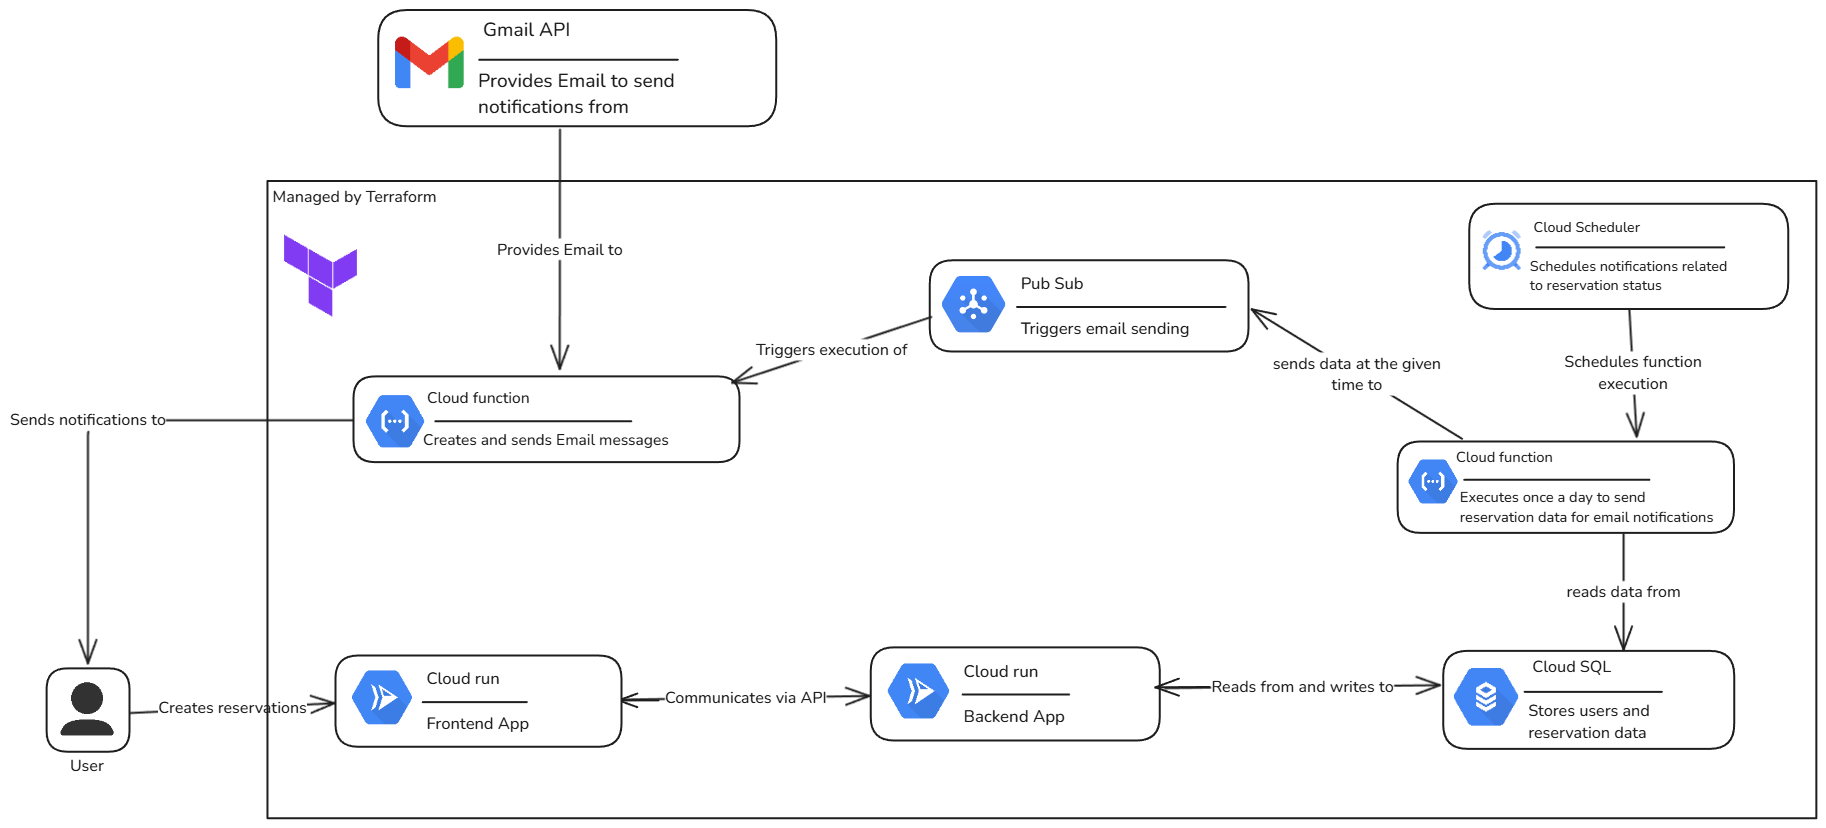 Gmail API
Provides Email to send
notifications from
Managed by Terraform
Provides Email to
Cloud Scheduler
Schedules notifications related
to reservation status
Pub Sub
Triggers email sending
Triggers execution of
sends data at the given
time to
Schedules function
execution
Cloud function
Creates and sends Email messages
Sends notifications to
Cloud function
Executes once a day to send
reservation data for email notifications
reads data from
User
Creates reservations
Cloud run
Frontend App
Communicates via API
Cloud run
Backend App
Reads from and writes to
Cloud SQL
Stores users and
reservation data